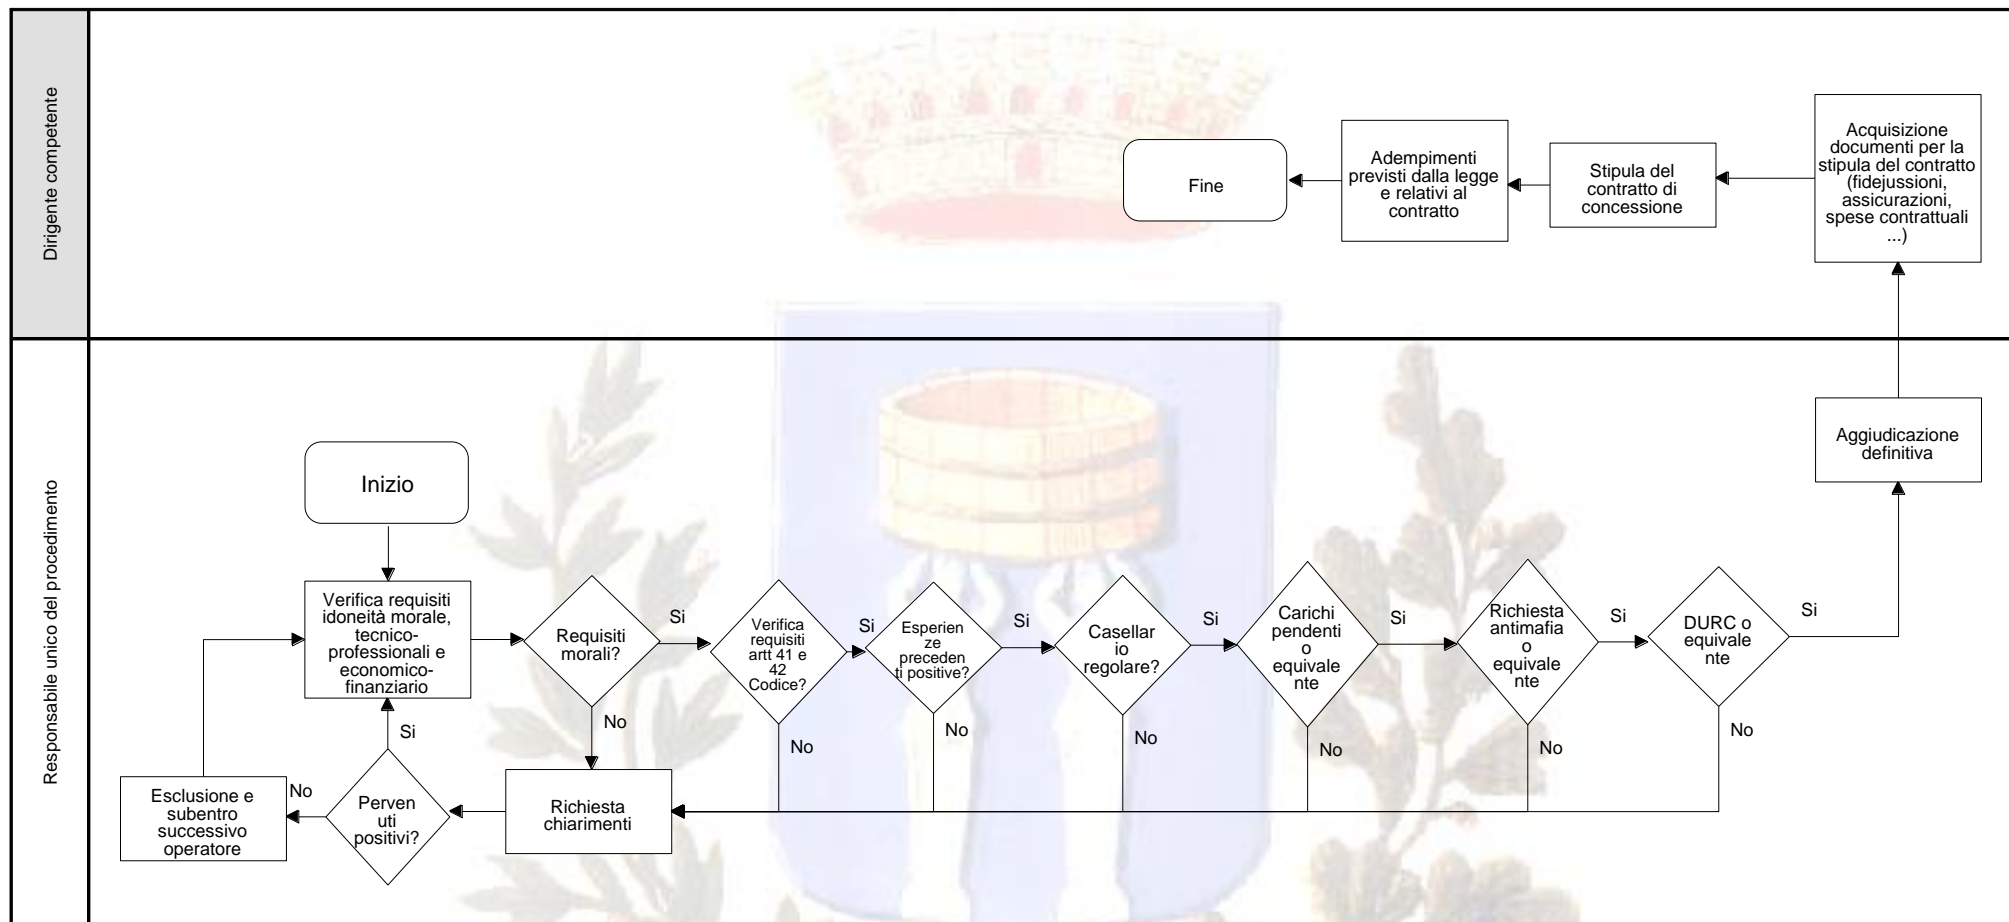 Dirigente competente
Fine
Adempimenti
previsti dalla legge
e relativi al
contratto
Stipula del
contratto di
concessione
Acquisizione
documenti per la
stipula del contratto
(fidejussioni,
assicurazioni,
spese contrattuali
...)
Responsabile unico del procedimento
Aggiudicazione
definitiva
Inizio
Verifica requisiti
idoneità morale,
tecnico-
professionali e
economico-
finanziario
Requisiti
morali?
Si
Verifica
requisiti
artt 41 e
42
Codice?
Si
Esperien
ze
preceden
ti positive?
Si
Casellar
io
regolare?
Si
Carichi
pendenti
o
equivale
nte
Si
Richiesta
antimafia
o
equivale
nte
Si
DURC o
equivale
nte
Si
No
No
No
No
No
No
No
Si
Esclusione e
subentro
successivo
operatore
No
Perven
uti
positivi?
Richiesta
chiarimenti